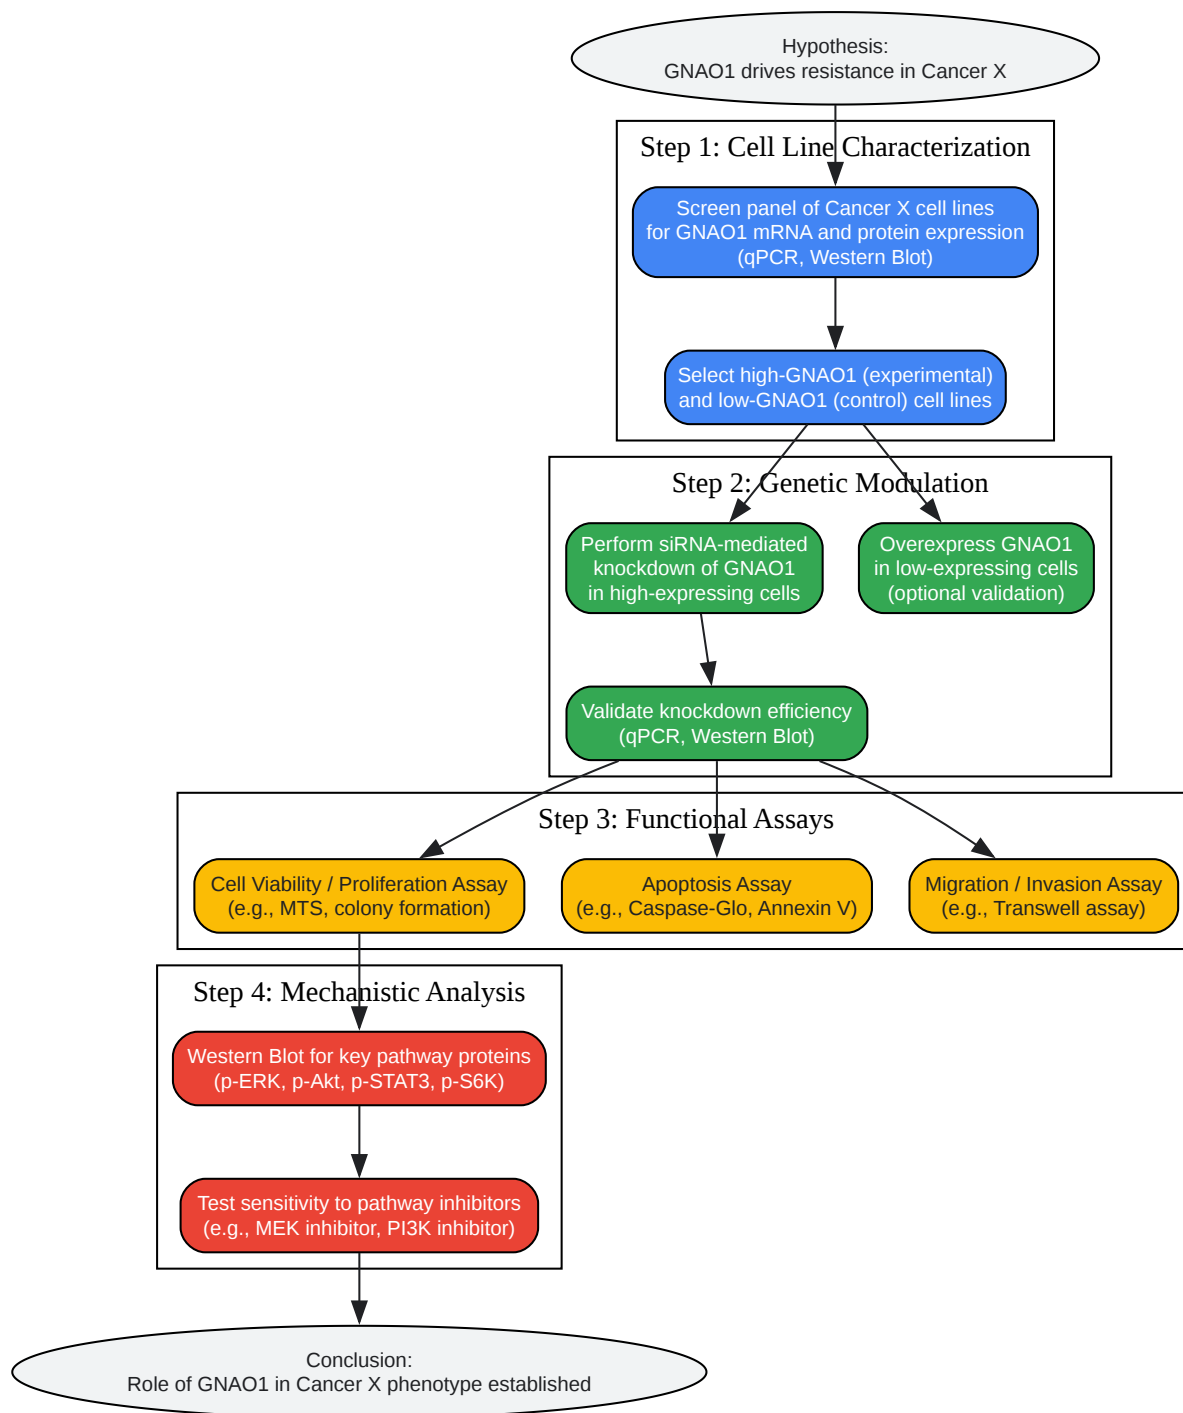 Hypothesis:
GNAO1 drives resistance in Cancer X
Step 1: Cell Line Characterization
Screen panel of Cancer X cell lines
for GNAO1 mRNA and protein expression
(qPCR, Western Blot)
Select high-GNAO1 (experimental)
and low-GNAO1 (control) cell lines
Step 2: Genetic Modulation
Perform siRNA-mediated
knockdown of GNAO1
in high-expressing cells
Overexpress GNAO1
in low-expressing cells
(optional validation)
Validate knockdown efficiency
(qPCR, Western Blot)
Step 3: Functional Assays
Cell Viability / Proliferation Assay
(e.g., MTS, colony formation)
Apoptosis Assay
(e.g., Caspase-Glo, Annexin V)
Migration / Invasion Assay
(e.g., Transwell assay)
Step 4: Mechanistic Analysis
Western Blot for key pathway proteins
(p-ERK, p-Akt, p-STAT3, p-S6K)
Test sensitivity to pathway inhibitors
(e.g., MEK inhibitor, PI3K inhibitor)
Conclusion:
Role of GNAO1 in Cancer X phenotype established